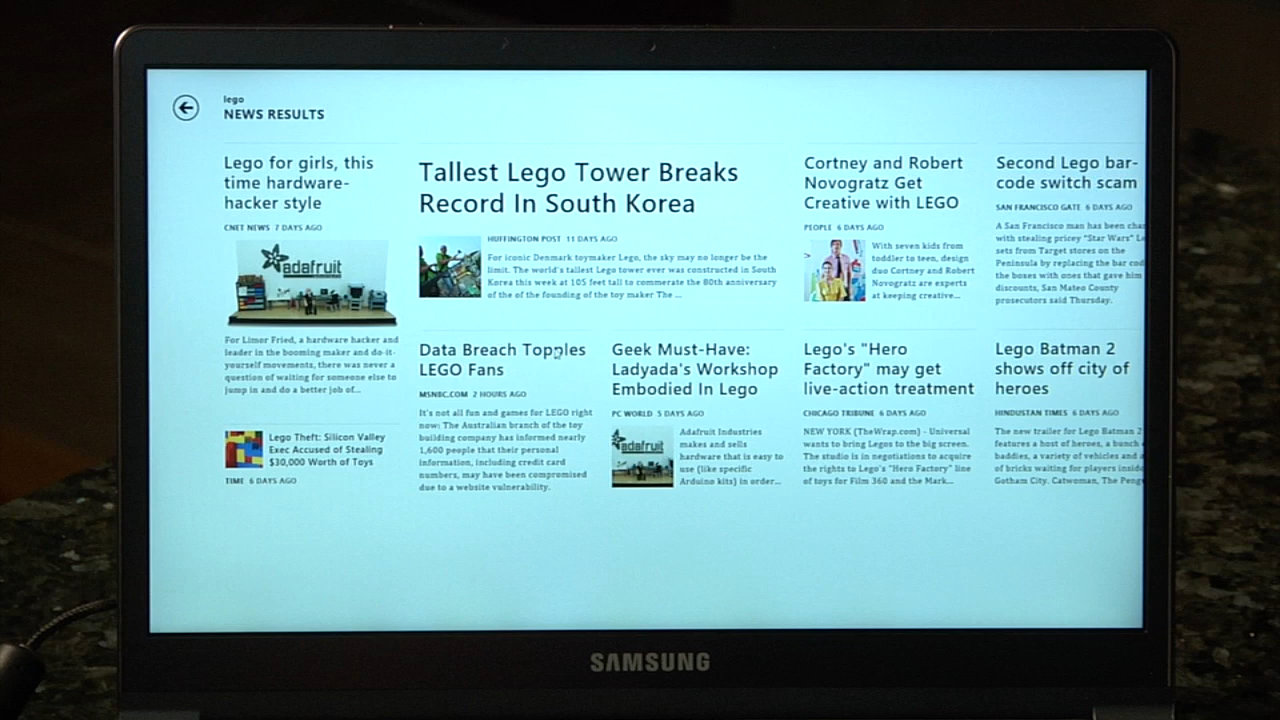 lego
NEWS RESULTS
Lego for girls, this
time hardware-
hacker style
CNET NEWS 7 DAYS AGO
adafruit
For Limor Fried, a hardware hacker and
leader in the booming maker and do-it-
yourself movements, there was never a
question of waiting for someone else to
jump in and do a better job of...
Lego Theft: Silicon Valley
Exec Accused of Stealing
$30,000 Worth of Toys
TIME 6 DAYS AGO
Tallest Lego Tower Breaks
Record In South Korea
HUFFINGTON POST 11 DAYS AGO
For iconic Denmark toymaker Lego, the sky may no longer be the
limit. The world's tallest Lego tower ever was constructed in South
Korea this week at 105 feet tall to commerate the 80th anniversary
of the of the founding of the toy maker The ...
Data Breach Topples
LEGO Fans
MSNBC.COM 2 HOURS AGO
It's not all fun and games for LEGO right
now: The Australian branch of the toy
building company has informed nearly
1,600 people that their personal
information, including credit card
numbers, may have been compromised
due to a website vulnerability.
Geek Must-Have:
Ladyada's Workshop
Embodied In Lego
PC WORLD 5 DAYS AGO
adafruit
Adafruit Industries
makes and sells
hardware that is easy to
use (like specific
Arduino kits) in order...
Cortney and Robert
Novogratz Get
Creative with LEGO
PEOPLE 6 DAYS AGO
With seven kids from
toddler to teen, design
duo Cortney and Robert
Novogratz are experts
at keeping creative...
Lego's "Hero
Factory" may get
live-action treatment
CHICAGO TRIBUNE 6 DAYS AGO
NEW YORK (TheWrap.com) - Universal
wants to bring Legos to the big screen.
The studio is in negotiations to acquire
the rights to Lego's "Hero Factory" line
of toys for Film 360 and the Mark...
Second Lego bar-
code switch scam
SAN FRANCISCO GATE 6 DAYS AGO
A San Francisco man has been char
with stealing pricey "Star Wars" Le
sets from Target stores on the
Peninsula by replacing the bar cod
the boxes with ones that gave him
discounts, San Mateo County
prosecutors said Thursday.
Lego Batman 2
shows off city of
heroes
HINDUSTAN TIMES 6 DAYS AGO
The new trailer for Lego Batman 2
features a host of heroes, a bunch
baddies, a variety of vehicles and a
of bricks waiting for players inside
Gotham City. Catwoman, The Peng
SAMSUNG